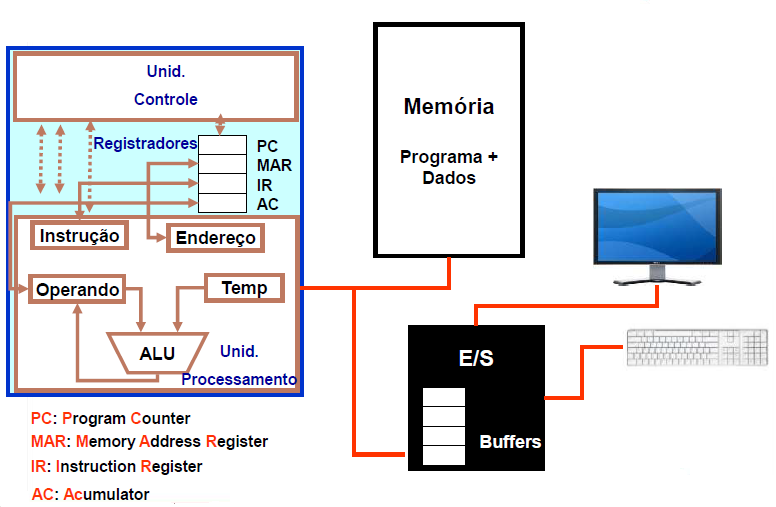 Unid.
Controle
Registradores
PC
MAR
IR
AC
Instrução
Endereço
Operando
Temp
ALU
Unid.
Processamento
Memória
Programa +
Dados
E/S
Buffers
PC: Program Counter
MAR: Memory Address Register
IR: Instruction Register
AC: Acumulator